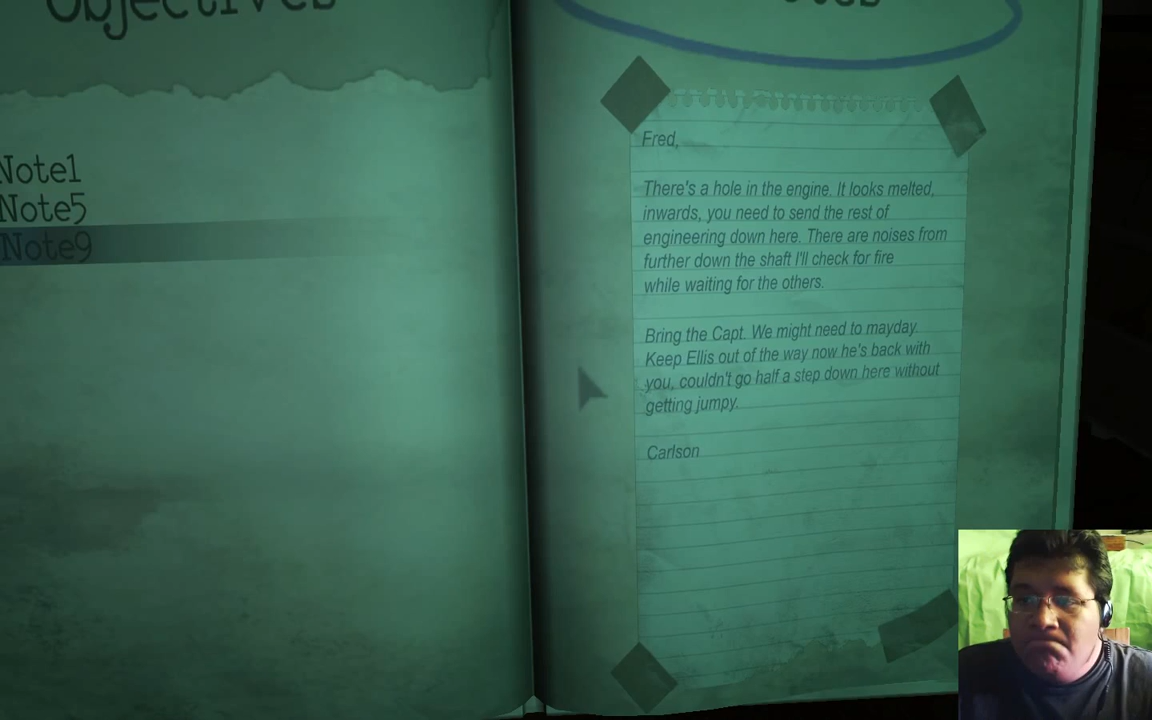 Objectives
Note1
Note5
Note9
Fred,
There's a hole in the engine. It looks melted,
inwards, you need to send the rest of
engineering down here. There are noises from
further down the shaft I'll check for fire
while waiting for the others.
Bring the Capt. We might need to mayday.
Keep Ellis out of the way now he's back with
you, couldn't go half a step down here without
getting jumpy.
Carlson